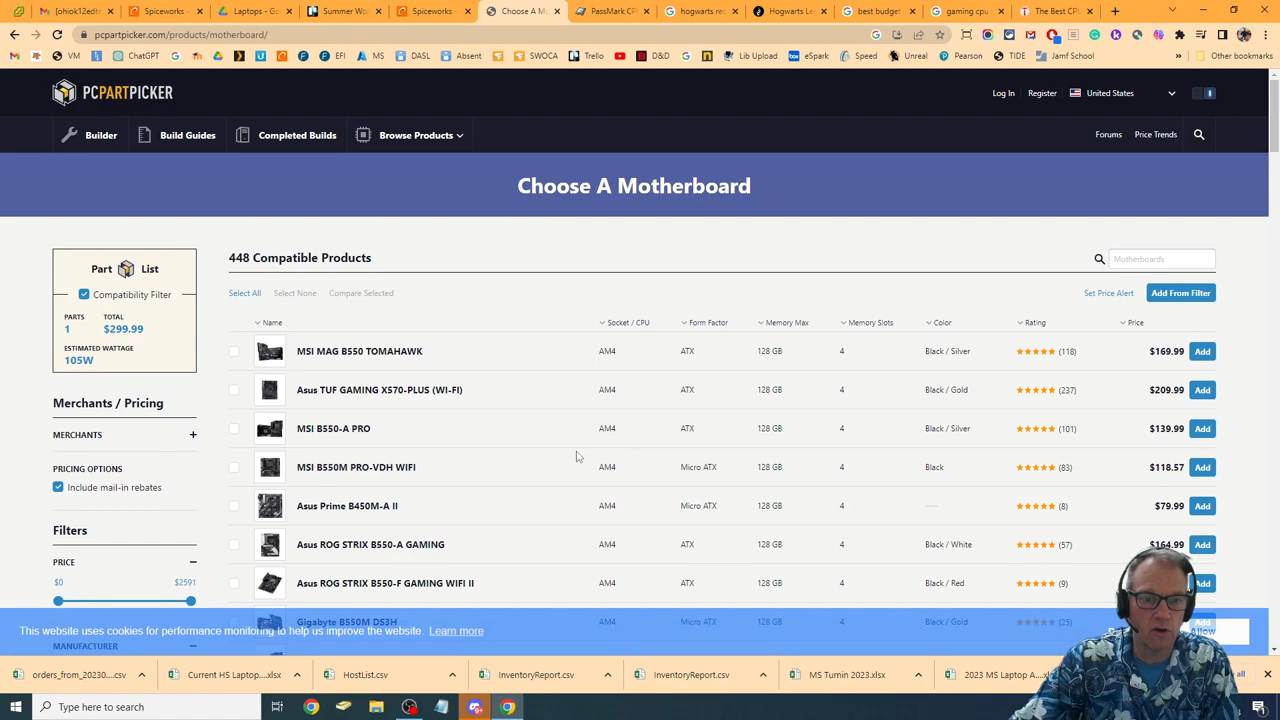 Spiceworks
Laptops - G
Summer Wo
Spiceworks -
Choose A M
PassMark CP
hogwarts re
Hogwarts Le
best budget
gaming cpu
The Best CP
pcpartpicker.com/products/motherboard/
VM
ChatGPT
FI
EFI
AMS
DASL
Absent
SWOCA
Trello
D&D
Lib Upload
eSpark
Speed
Unreal
Pearson
TIDE
Jamf School
Other bookmarks
PCPARTPICKER
Log In
Register
United States
Builder
Build Guides
Completed Builds
Browse Products
Forums
Price Trends
Choose A Motherboard
Part List
Compatibility Filter
PARTS TOTAL
1 $299.99
ESTIMATED WATTAGE
105W
Merchants / Pricing
MERCHANTS +
PRICING OPTIONS
Include mail-in rebates
Filters
PRICE
$0 $2591
MANUFACTURER
448 Compatible Products
Motherboards
Select All Select None Compare Selected
Set Price Alert Add From Filter
Name Socket / CPU Form Factor Memory Max Memory Slots Color Rating Price
MSI MAG B550 TOMAHAWK AM4 ATX 128 GB 4 Black / Silver (118) $169.99 Add
Asus TUF GAMING X570-PLUS (WI-FI) AM4 ATX 128 GB 4 Black / Gold (237) $209.99 Add
MSI B550-A PRO AM4 ATX 128 GB 4 Black / Silver (101) $139.99 Add
MSI B550M PRO-VDH WIFI AM4 Micro ATX 128 GB 4 Black (83) $118.57 Add
Asus Prime B450M-A II AM4 Micro ATX 128 GB 4 (8) $79.99 Add
Asus ROG STRIX B550-A GAMING AM4 ATX 128 GB 4 Black / White (57) $164.99 Add
Asus ROG STRIX B550-F GAMING WIFI II AM4 ATX 128 GB 4 Black / Red (9) Add
Gigabyte B550M DS3H AM4 Micro ATX 128 GB 4 Black / Gold (25) Add
This website uses cookies for performance monitoring to help us improve the website. Learn more
Allow
orders_from_20230....csv
Current HS Laptop....xlsx
HostList.csv
InventoryReport.csv
InventoryReport.csv
MS Turnin 2023.xlsx
2023 MS Laptop A....xlsx
all
Type here to search